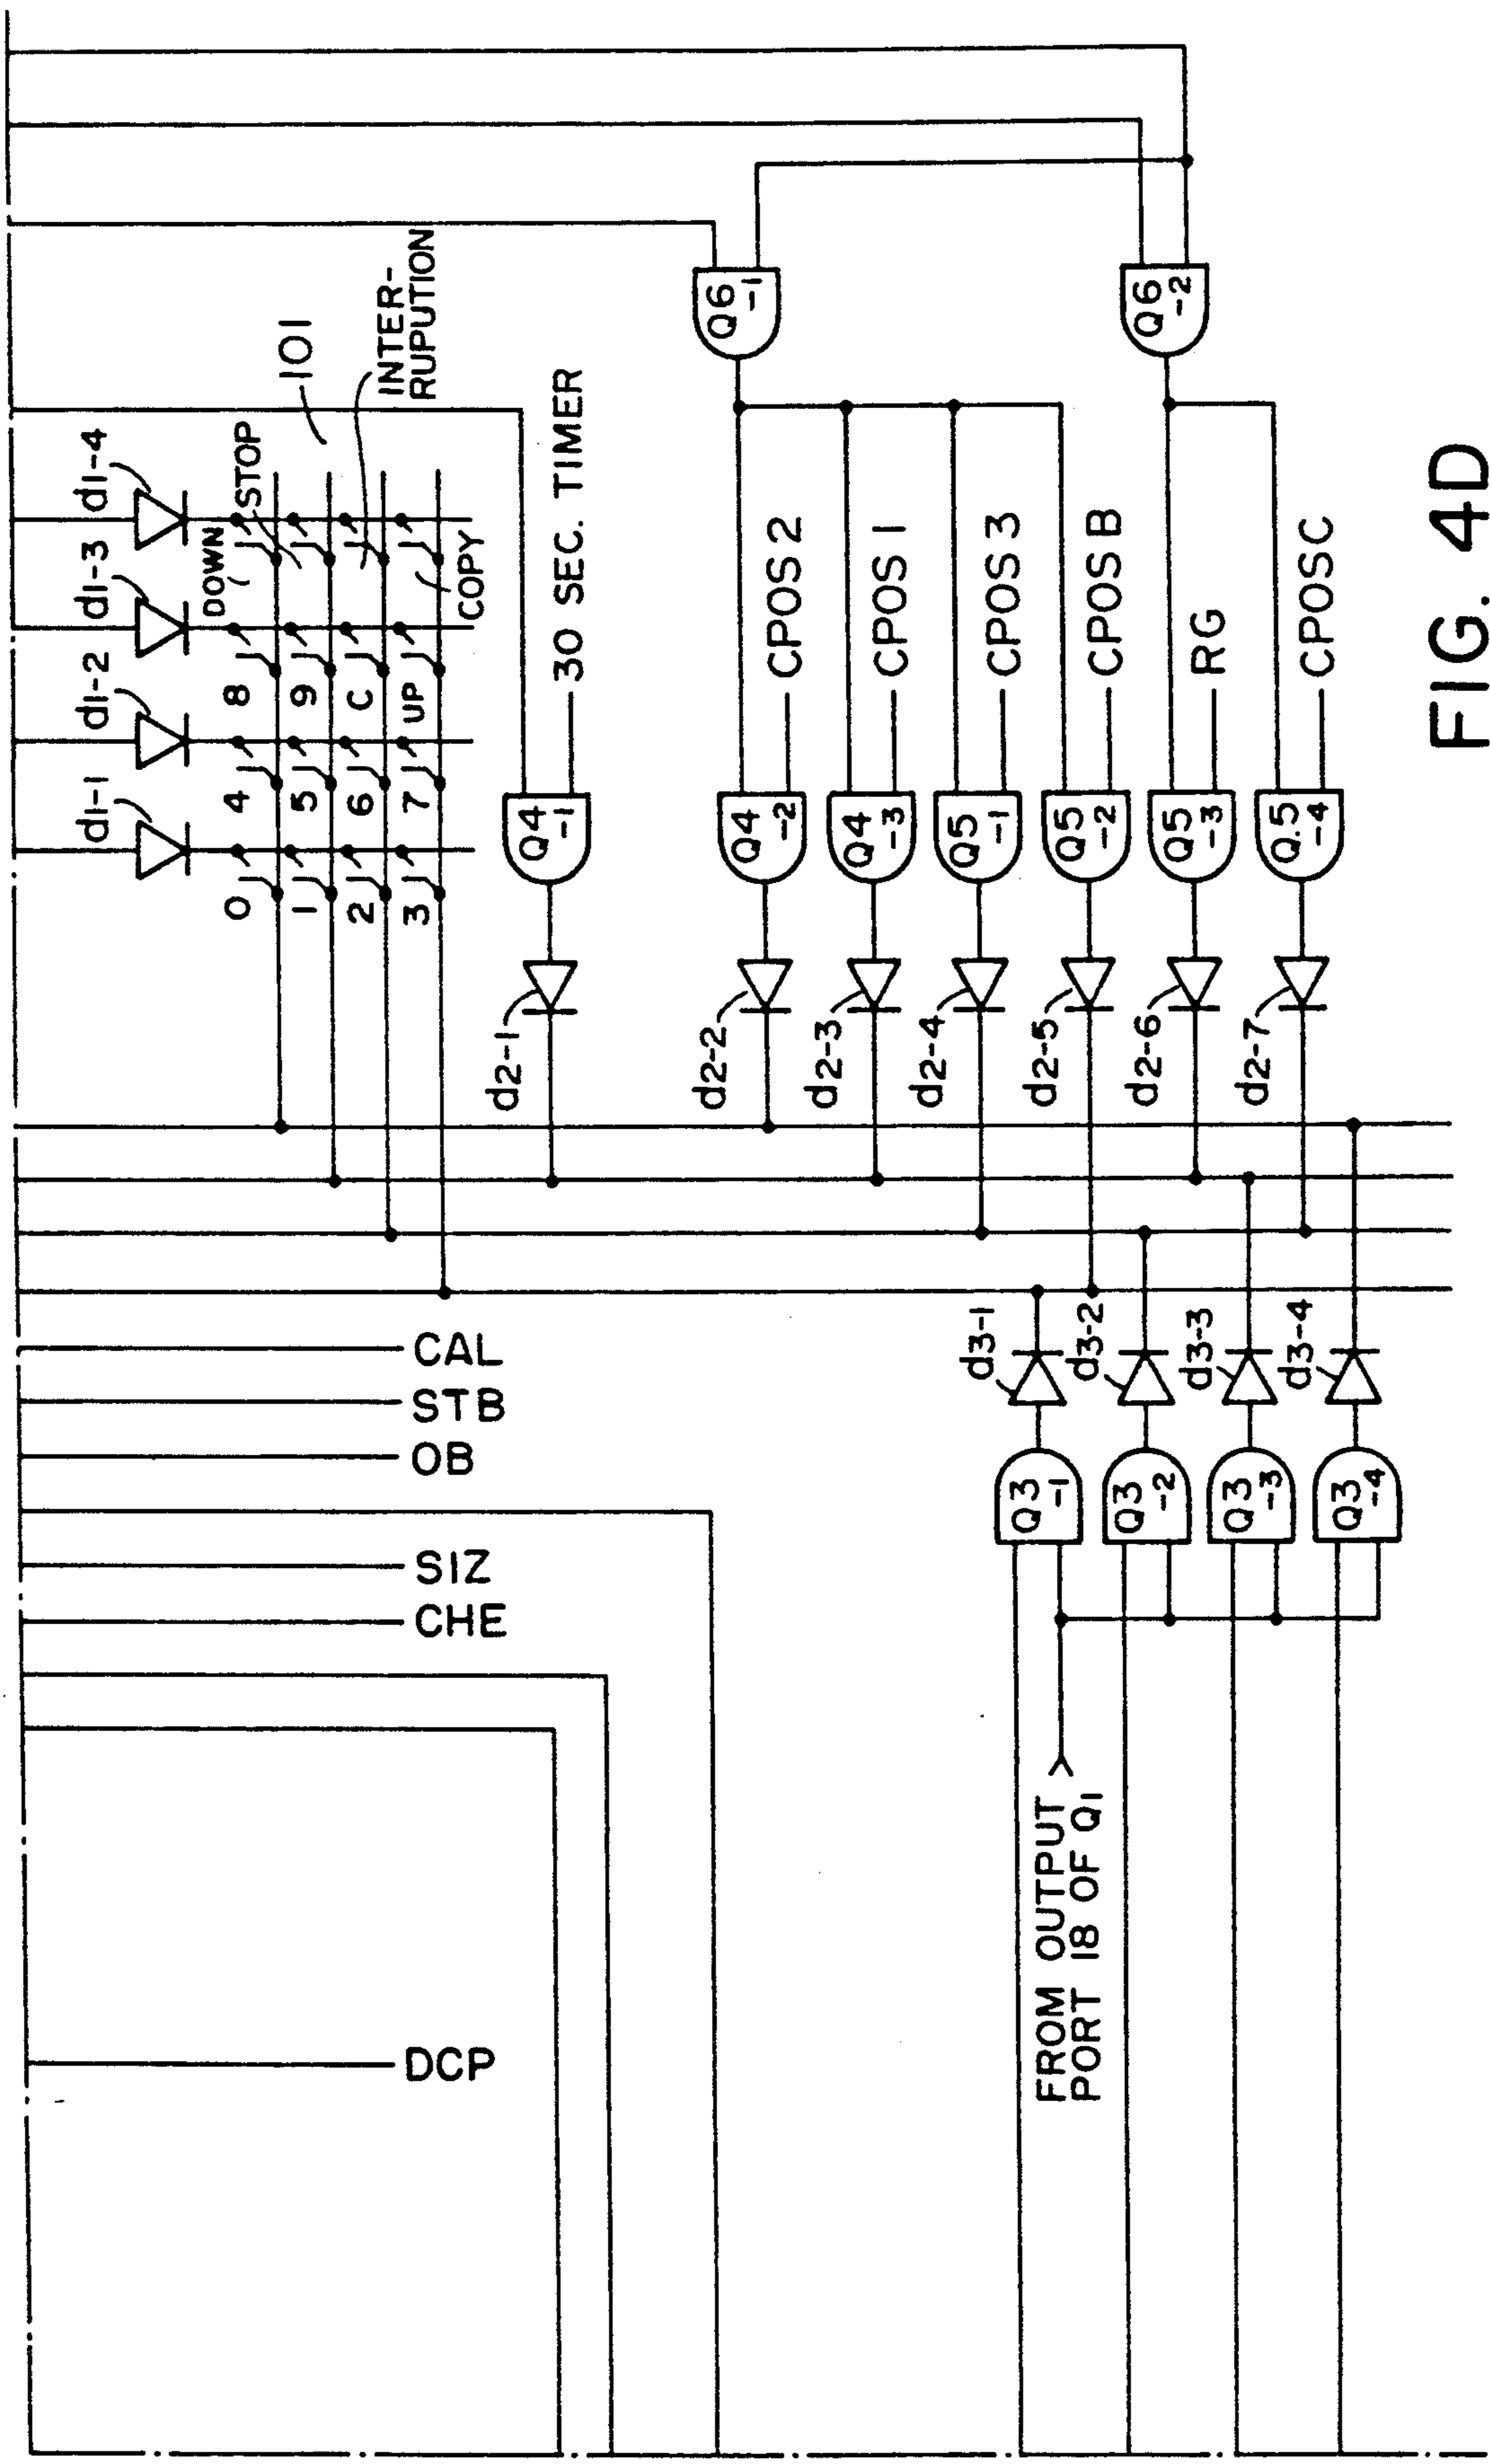 d1-1
d1-2
d1-3
d1-4
DOWN
STOP
101
INTER-
RUPUTION
0
4
8
1
5
9
2
6
C
3
7
UP
COPY
Q4
-1
30 SEC. TIMER
d2-1
Q6
-1
Q6
-2
Q4
-2
CPOS 2
d2-2
Q4
-3
CPOS 1
d2-3
Q5
-1
CPOS 3
d2-4
Q5
-2
CPOS B
d2-5
Q5
-3
RG
d2-6
Q.5
-4
CPOSC
d2-7
CAL
STB
OB
SIZ
CHE
DCP
d3-1
d3-2
d3-3
d3-4
Q3
-1
Q3
-2
Q3
-3
Q3
-4
FROM OUTPUT
PORT 18 OF Q1
FIG. 4D